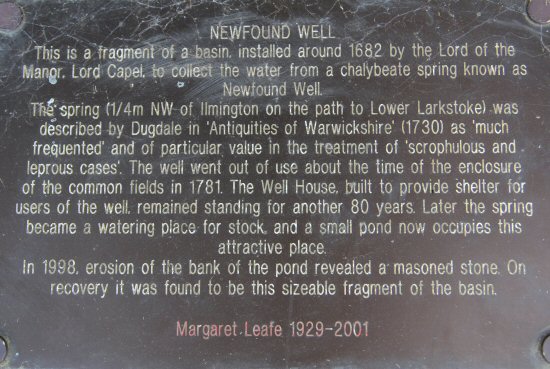 NEWFOUND WELL
This is a fragment of a basin, installed around 1682 by the Lord of the
Manor, Lord Capel, to collect the water from a chalybeate spring known as
Newfound Well.
The spring (1/4m NW of Ilmington on the path to Lower Larkstoke) was
described by Dugdale in 'Antiquities of Warwickshire' (1730) as 'much
frequented' and of particular value in the treatment of 'scrophulous and
leprous cases'. The well went out of use about the time of the enclosure
of the common fields in 1781. The Well House, built to provide shelter for
users of the well, remained standing for another 80 years. Later the spring
became a watering place for stock, and a small pond now occupies this
attractive place.
In 1998, erosion of the bank of the pond revealed a masoned stone. On
recovery it was found to be this sizeable fragment of the basin.
Margaret Leafe 1929-2001